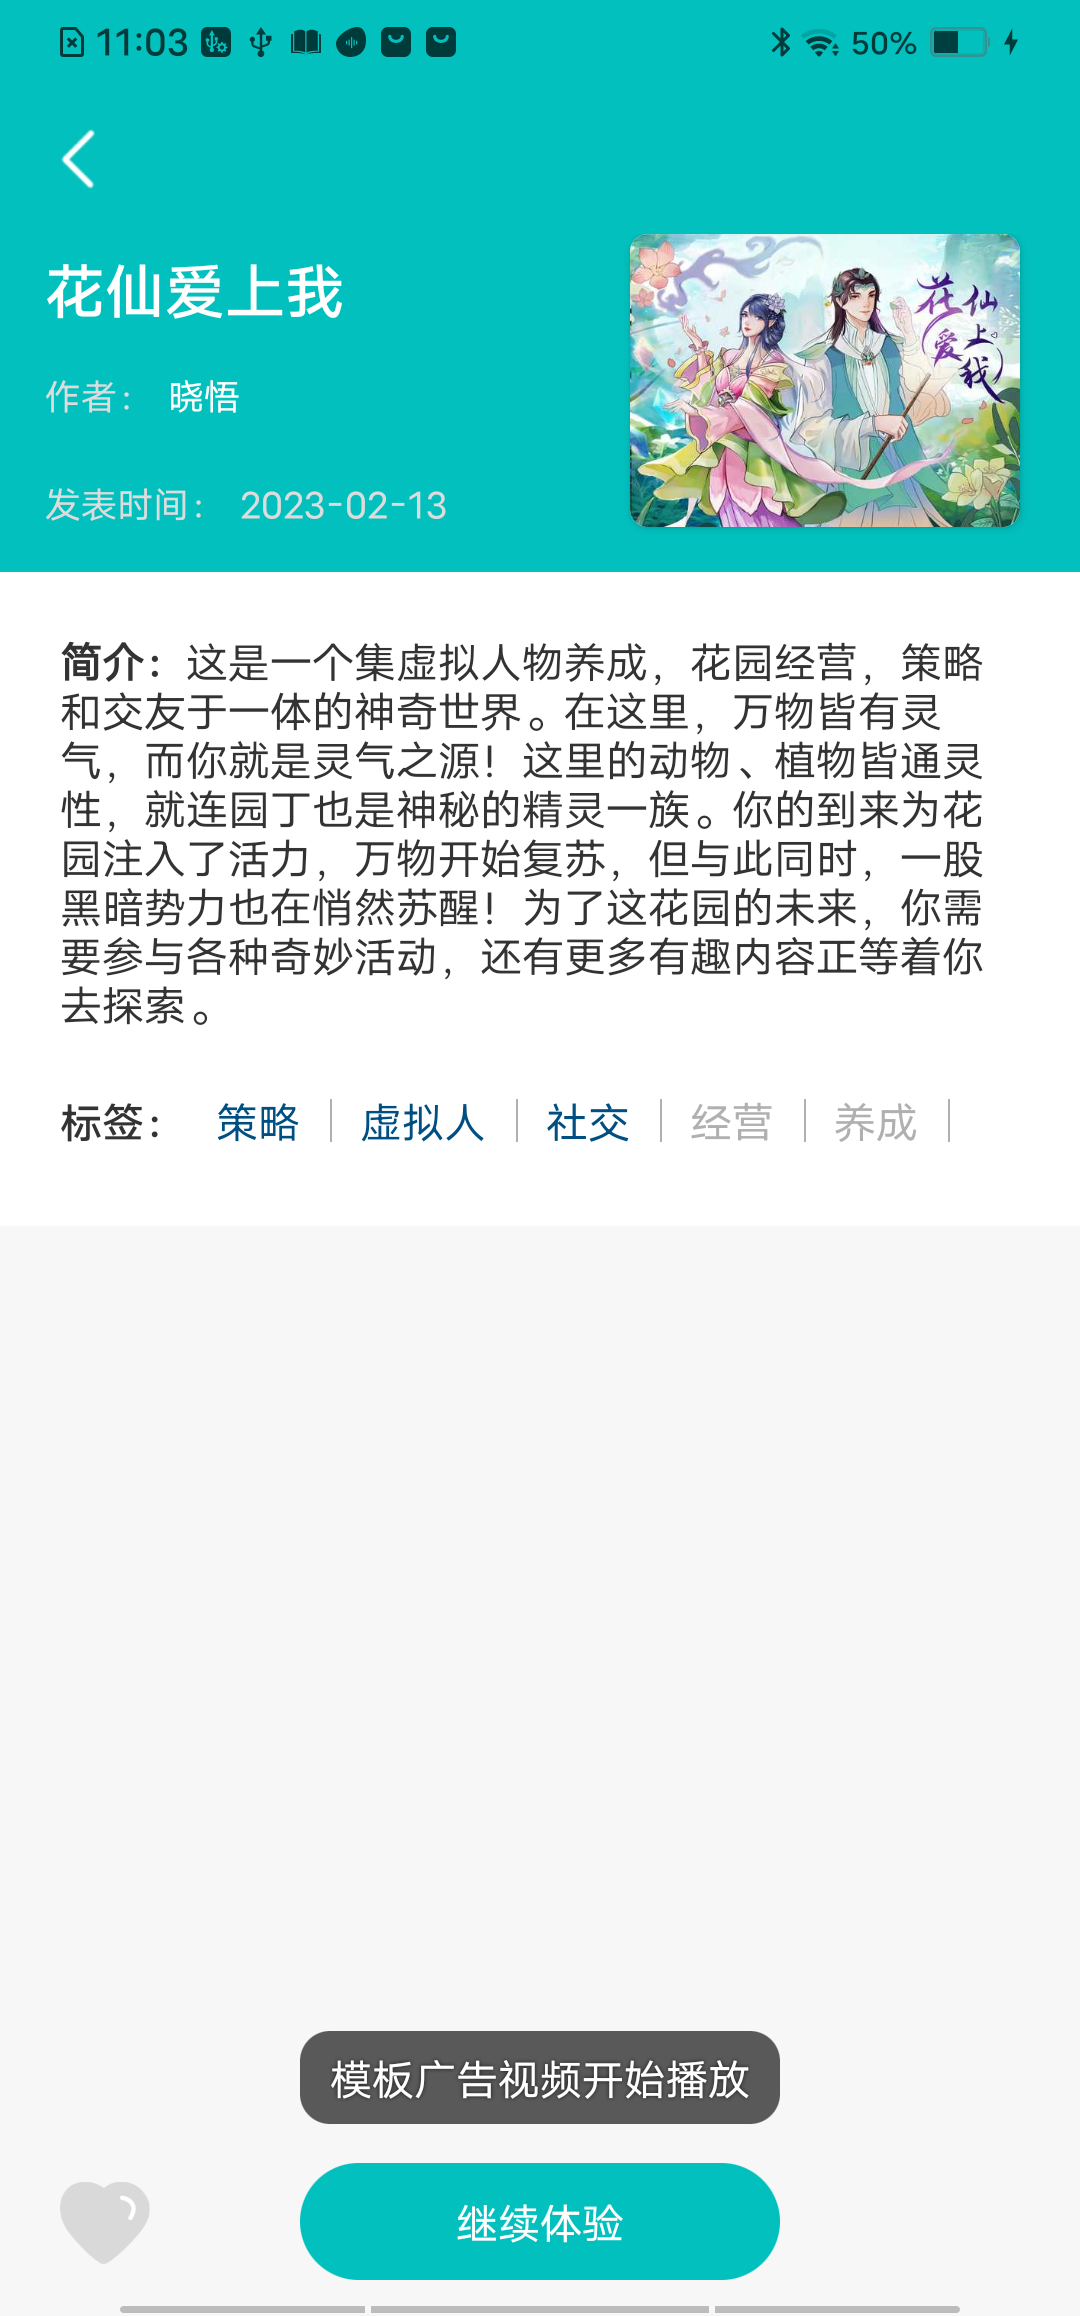 11:03
50%
花仙爱上我
作者： 晓悟
发表时间： 2023-02-13
花仙
爱上
我
简介：这是一个集虚拟人物养成，花园经营，策略
和交友于一体的神奇世界。在这里，万物皆有灵
气，而你就是灵气之源！这里的动物、植物皆通灵
性，就连园丁也是神秘的精灵一族。你的到来为花
园注入了活力，万物开始复苏，但与此同时，一股
黑暗势力也在悄然苏醒！为了这花园的未来，你需
要参与各种奇妙活动，还有更多有趣内容正等着你
去探索。
标签： 策略 | 虚拟人 | 社交 | 经营 | 养成 |
模板广告视频开始播放
继续体验